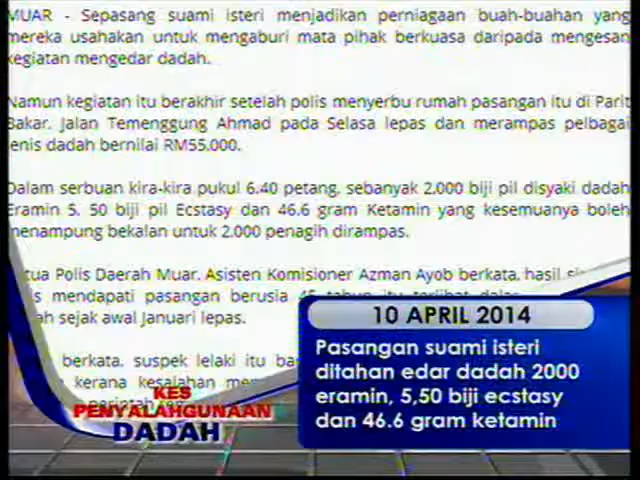 MUAR - Sepasang suami isteri menjadikan perniagaan buah-buahan yang
mereka usahakan untuk mengaburi mata pihak berkuasa daripada mengesan
kegiatan mengedar dadah.
Namun kegiatan itu berakhir setelah polis menyerbu rumah pasangan itu di Parit
Bakar, Jalan Temenggung Ahmad pada Selasa lepas dan merampas pelbagai
jenis dadah bernilai RM55,000.
Dalam serbuan kira-kira pukul 6.40 petang, sebanyak 2,000 biji pil disyaki dadah
Eramin 5, 50 biji pil Ecstasy dan 46.6 gram Ketamin yang kesemuanya boleh
menampung bekalan untuk 2,000 penagih dirampas.
Polis Daerah Muar, Asisten Komisioner Azman Ayob berkata, hasil
mendapati pasangan berusia 45 tahun itu terlibat
sejak awal Januari lepas.
berkata, suspek lelaki itu
kerana kesalahan
10 APRIL 2014
Pasangan suami isteri
ditahan edar dadah 2000
eramin, 5,50 biji ecstasy
dan 46.6 gram ketamin
KES
PENYALAHGUNAAN
DADAH